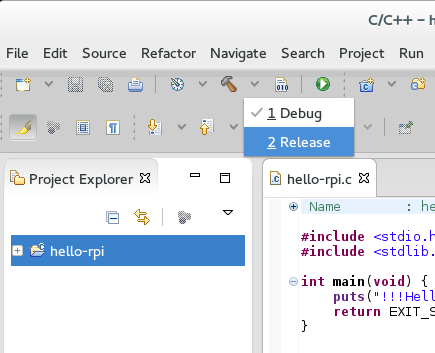 C/C++ – h
File Edit Source Refactor Navigate Search Project Run
010
1 Debug
2 Release
Project Explorer
hello-rpi
hello-rpi.c
Name : he
#include <stdio.h
#include <stdlib.
int main(void) {
puts("!!!Hell
return EXIT_S
}